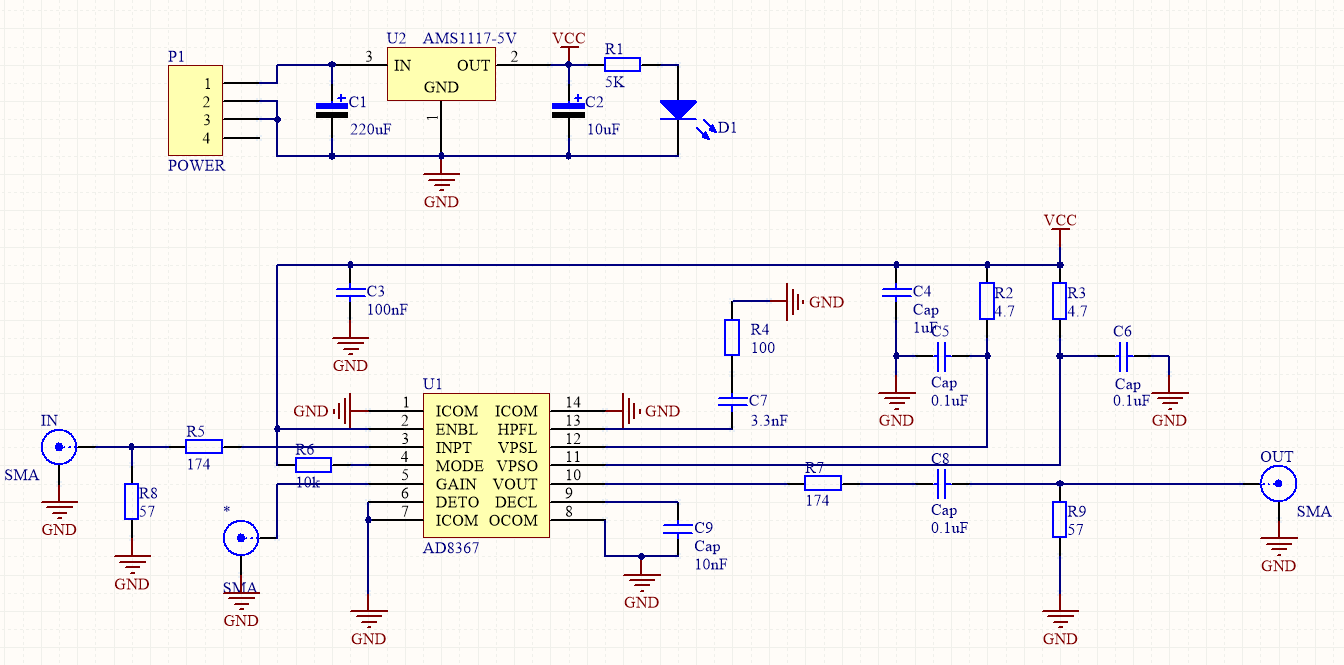 U2 AMS1117-5V
VCC
P1
3 IN OUT 2
R1
5K
GND
1
1
2
3
4
POWER
C1
220uF
C2
10uF
D1
GND
VCC
C3
100nF
GND
R4
100
GND
C7
3.3nF
C4
Cap
1uF
C5
Cap
0.1uF
R2
4.7
R3
4.7
C6
Cap
0.1uF
GND
GND
U1
GND 1 ICOM ICOM 14 GND
2 ENBL HPFL 13
3 INPT VPSL 12
4 MODE VPSO 11
5 GAIN VOUT 10
6 DETO DECL 9
7 ICOM OCOM 8
AD8367
IN
SMA
GND
R5
174
R8
57
GND
R6
10k
*
SMA
GND
GND
C9
Cap
10nF
GND
R7
174
C8
Cap
0.1uF
R9
57
GND
OUT
SMA
GND